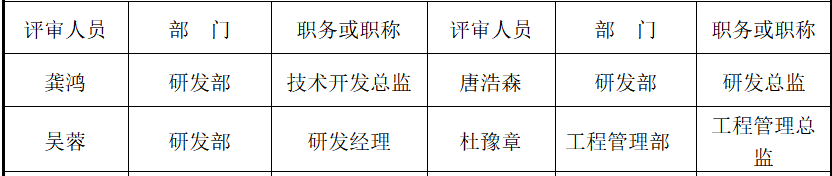 评审人员 部 门 职务或职称 评审人员 部 门 职务或职称
龚鸿 研发部 技术开发总监 唐浩森 研发部 研发总监
吴蓉 研发部 研发经理 杜豫章 工程管理部 工程管理总
监